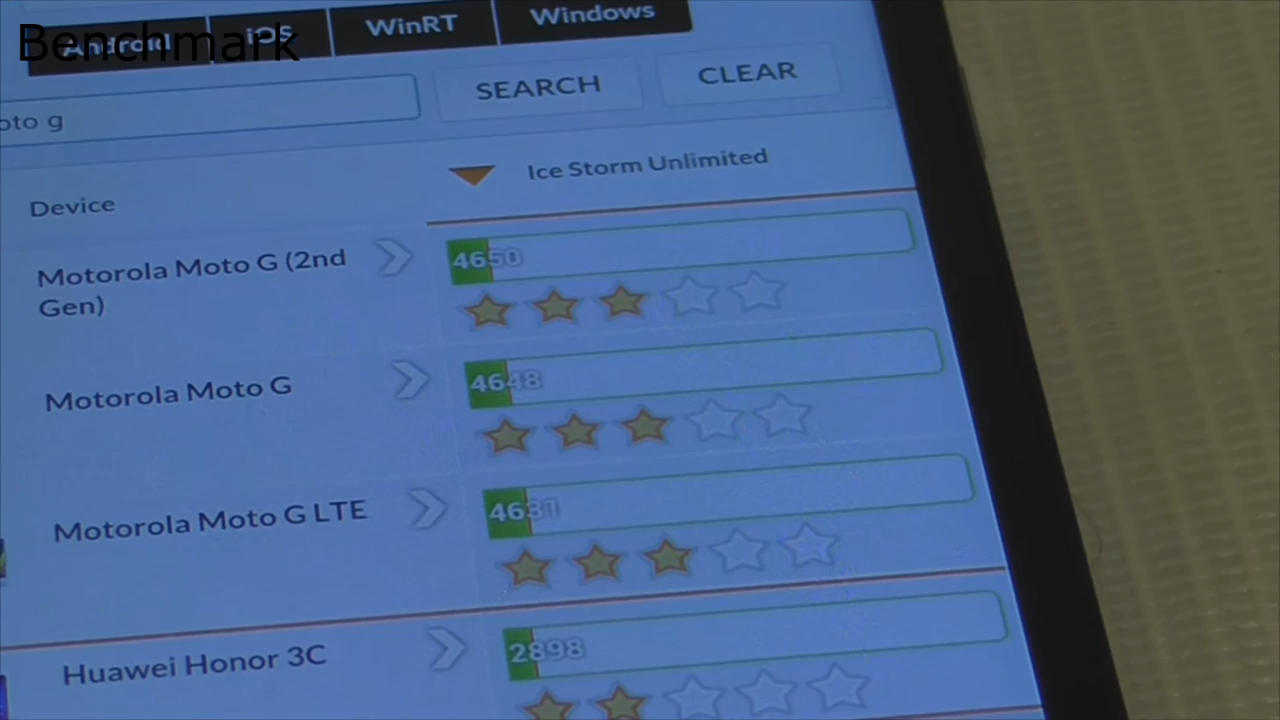 Benchmark
Android iOS WinRT Windows
oto g SEARCH CLEAR
Device Ice Storm Unlimited
Motorola Moto G (2nd
Gen)
4650
Motorola Moto G
4648
Motorola Moto G LTE
4631
Huawei Honor 3C
2898